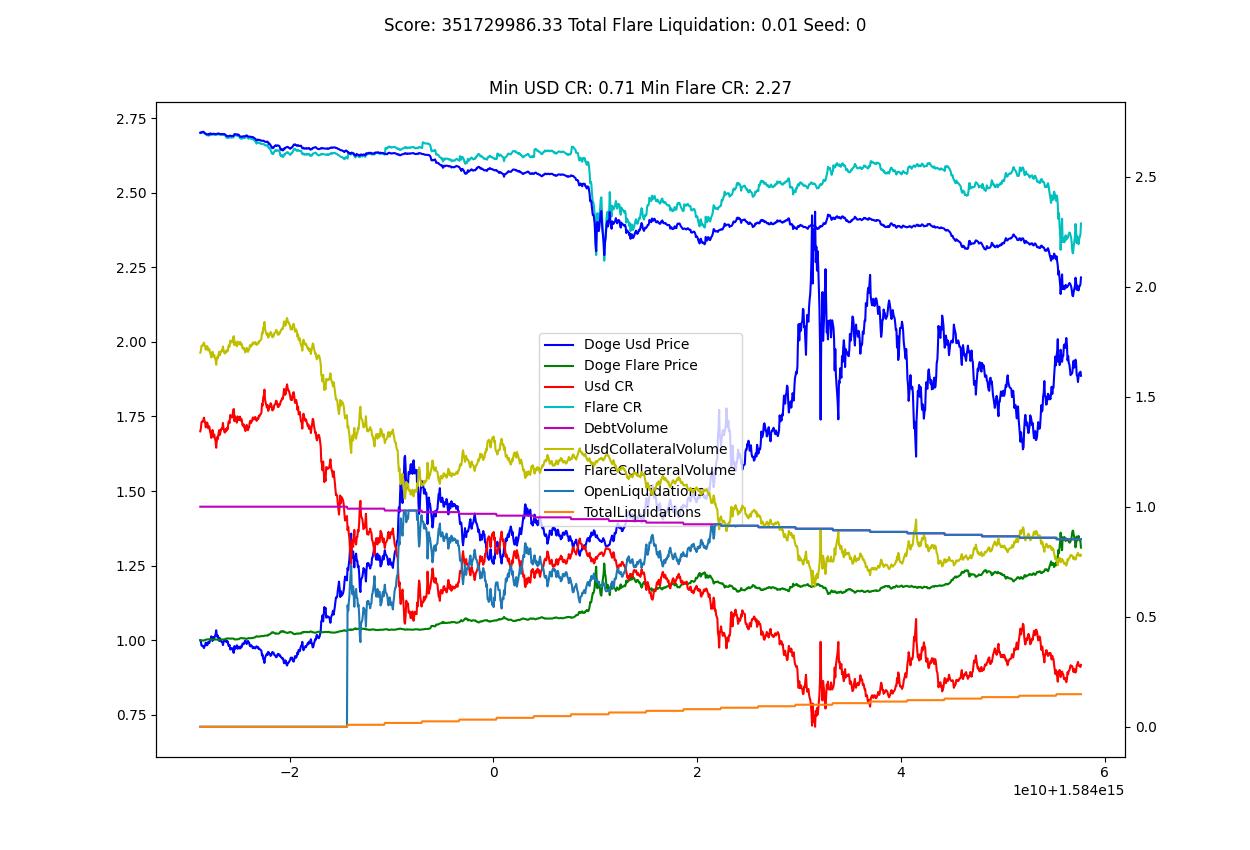 Score: 351729986.33 Total Flare Liquidation: 0.01 Seed: 0
Min USD CR: 0.71 Min Flare CR: 2.27
2.75
2.50
2.25
2.00
1.75
1.50
1.25
1.00
0.75
2.5
2.0
1.5
1.0
0.5
0.0
Doge Usd Price
Doge Flare Price
Usd CR
Flare CR
DebtVolume
UsdCollateralVolume
FlareCollateralVolume
OpenLiquidations
TotalLiquidations
−2 0 2 4 6
1e10+1.584e15